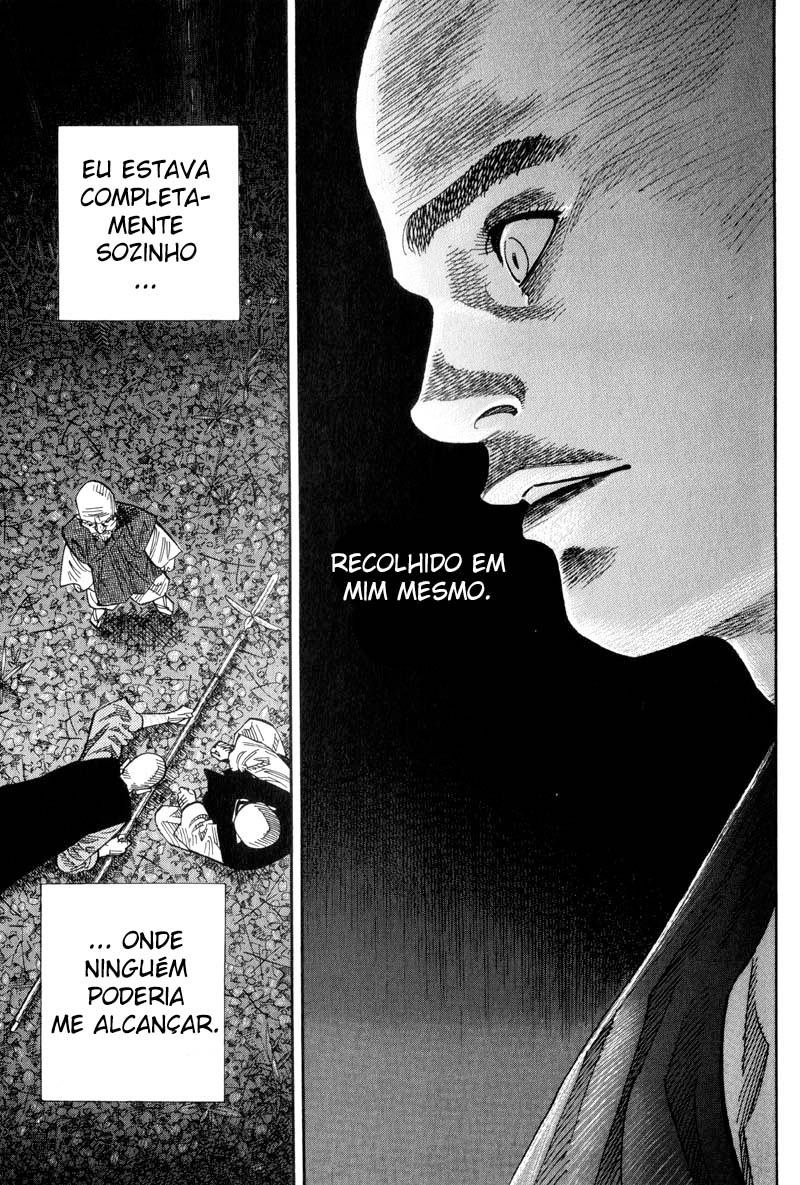 RECOLHIDO EM
MIM MESMO.
EU ESTAVA
COMPLETA-
MENTE
SOZINHO
...
... ONDE
NINGUÉM
PODERIA
ME ALCANÇAR.